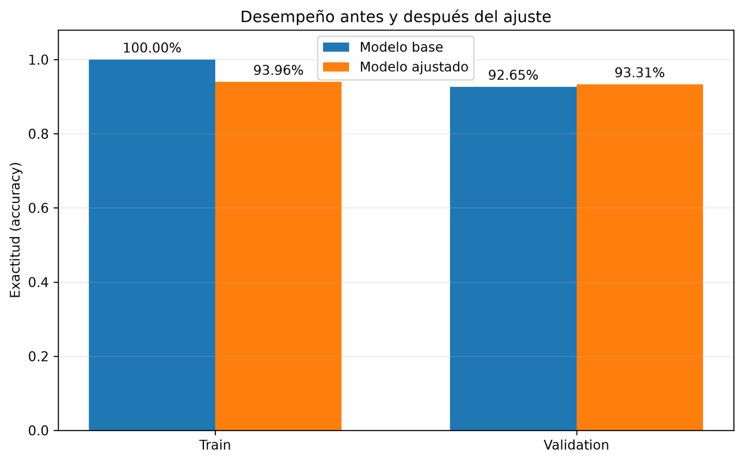 Desempeño antes y después del ajuste
Modelo base
Modelo ajustado
100.00%
93.96%
92.65%
93.31%
Exactitud (accuracy)
1.0
0.8
0.6
0.4
0.2
0.0
Train
Validation